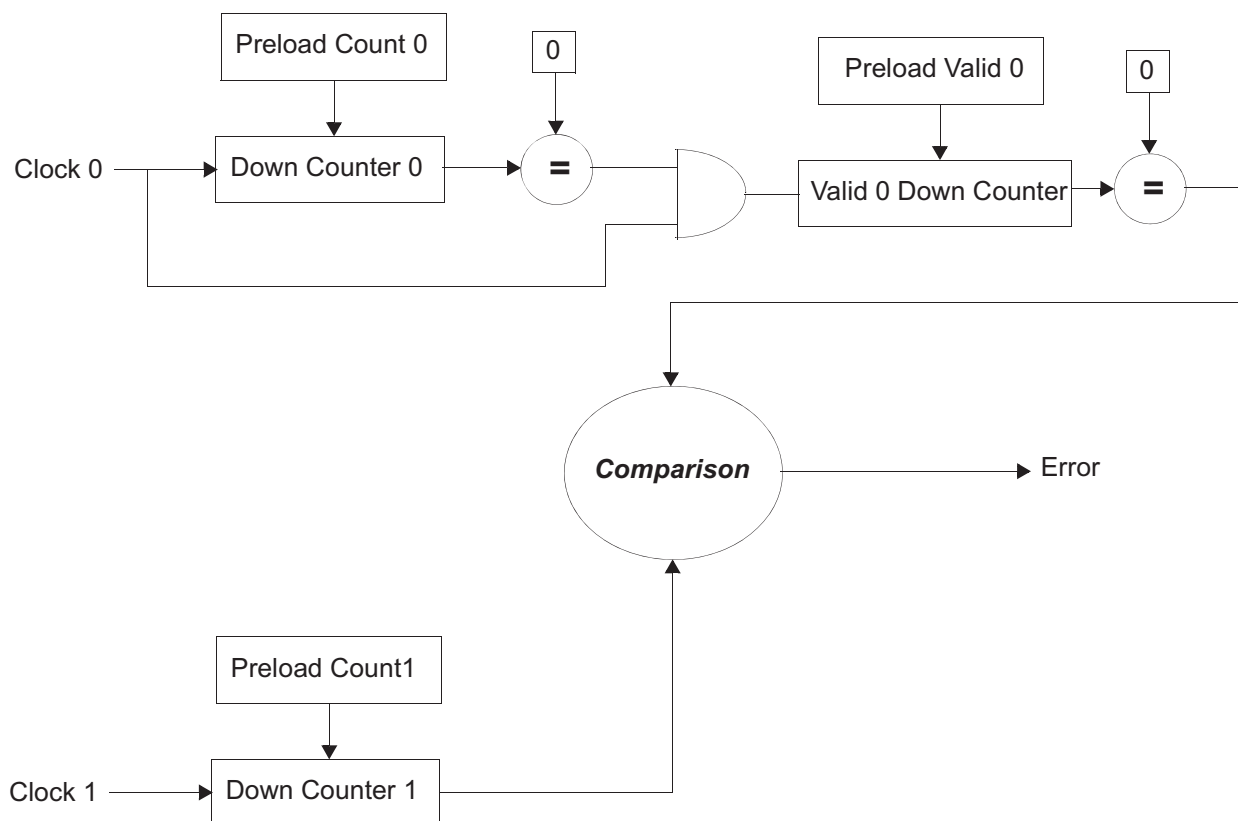 Preload Count 0
0
Preload Valid 0
0
Clock 0
Down Counter 0
=
Valid 0 Down Counter
=
Comparison
Error
Preload Count1
Clock 1
Down Counter 1